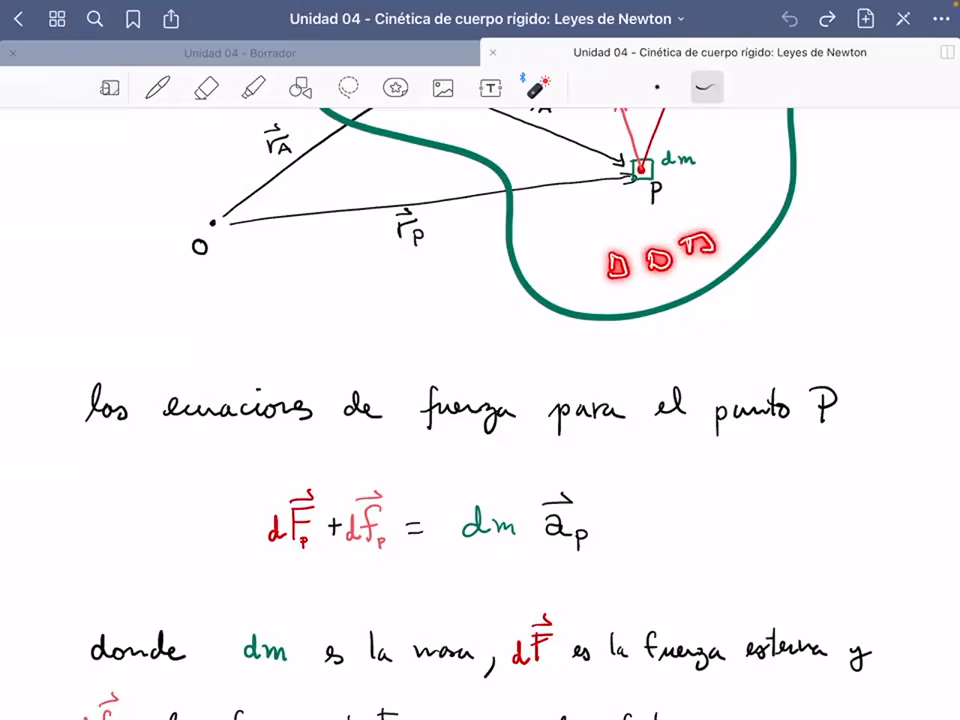 Unidad 04 - Cinética de cuerpo rígido: Leyes de Newton
Unidad 04 - Borrador
Unidad 04 - Cinética de cuerpo rígido: Leyes de Newton
r⃗A
A
dm
P
r⃗P
O
las ecuaciones de fuerza para el punto P
dF⃗p + df⃗p = dm a⃗p
donde dm es la masa, dF⃗ es la fuerza externa y